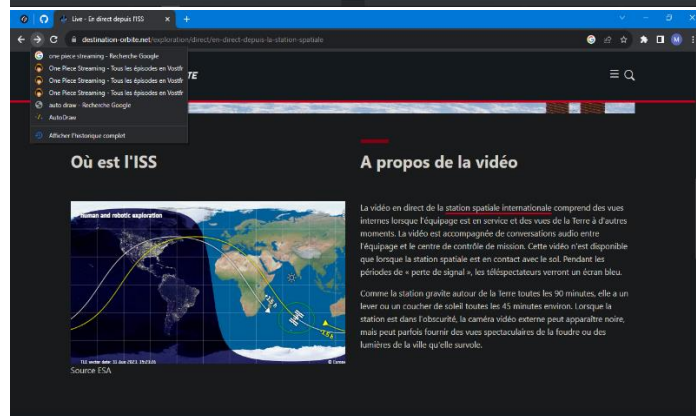 Live - En direct depuis l'ISS
destination-orbite.net/exploration/direct/en-direct-depuis-la-station-spatiale
one piece streaming - Recherche Google
One Piece Streaming - Tous les épisodes en Vostfr
One Piece Streaming - Tous les épisodes en Vostfr
One Piece Streaming - Tous les épisodes en Vostfr
auto draw - Recherche Google
AutoDraw
Afficher l'historique complet
TE
Où est l'ISS
A propos de la vidéo
human and robotic exploration
Source ESA
La vidéo en direct de la station spatiale internationale comprend des vues
internes lorsque l'équipage est en service et des vues de la Terre à d'autres
moments. La vidéo est accompagnée de conversations audio entre
l'équipage et le centre de contrôle de mission. Cette vidéo n'est disponible
que lorsque la station spatiale est en contact avec le sol. Pendant les
périodes de « perte de signal », les téléspectateurs verront un écran bleu.
Comme la station gravite autour de la Terre toutes les 90 minutes, elle a un
lever ou un coucher de soleil toutes les 45 minutes environ. Lorsque la
station est dans l'obscurité, la caméra vidéo externe peut apparaître noire,
mais peut parfois fournir des vues spectaculaires de la foudre ou des
lumières de la ville qu'elle survole.